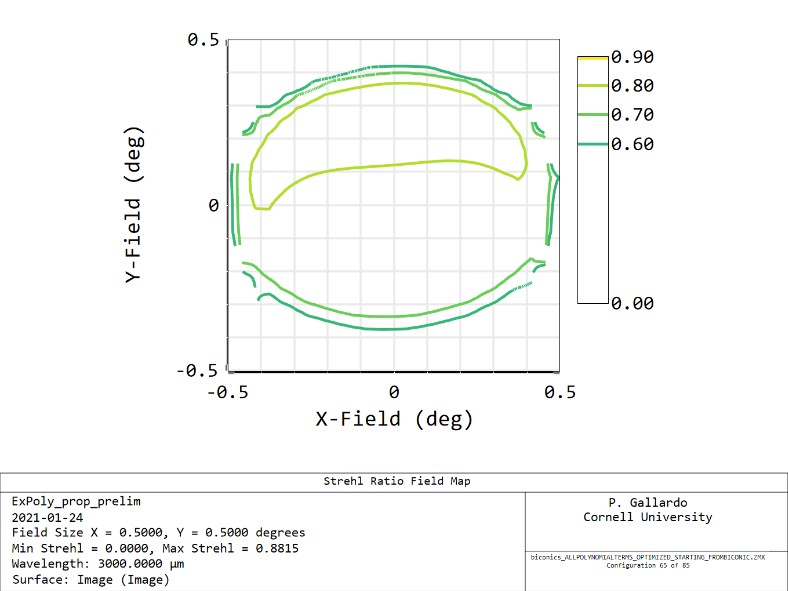 0.5
0
-0.5
Y-Field (deg)
-0.5
0
0.5
X-Field (deg)
0.90
0.80
0.70
0.60
0.00
Strehl Ratio Field Map
ExPoly_prop_prelim
2021-01-24
Field Size X = 0.5000, Y = 0.5000 degrees
Min Strehl = 0.0000, Max Strehl = 0.8815
Wavelength: 3000.0000 µm
Surface: Image (Image)
P. Gallardo
Cornell University
biconics_ALLPOLYNOMIALTERMS_OPTIMIZED_STARTING_FROMBICONIC.ZMX
Configuration 65 of 85